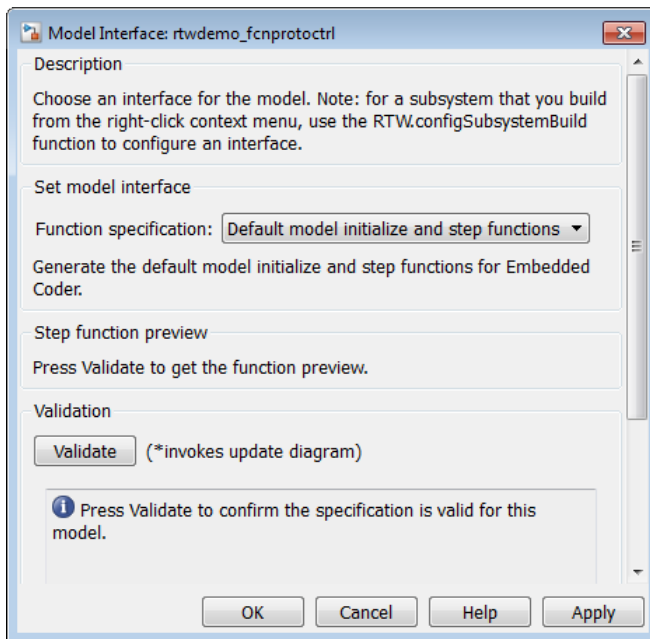 Model Interface: rtwdemo_fcnprotoctrl
Description
Choose an interface for the model. Note: for a subsystem that you build
from the right-click context menu, use the RTW.configSubsystemBuild
function to configure an interface.
Set model interface
Function specification: Default model initialize and step functions
Generate the default model initialize and step functions for Embedded
Coder.
Step function preview
Press Validate to get the function preview.
Validation
Validate (*invokes update diagram)
Press Validate to confirm the specification is valid for this
model.
OK Cancel Help Apply